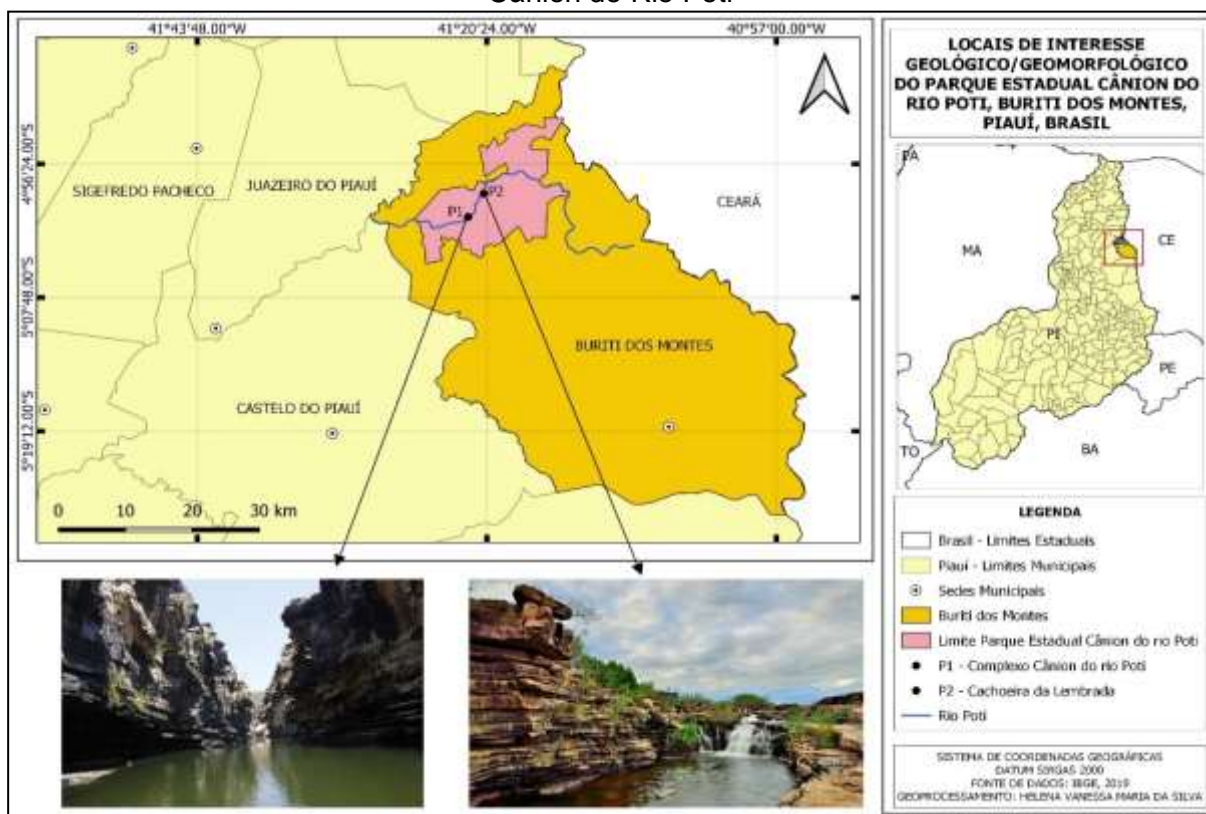 Cânion do Rio Poti
41°43'48.00"W
41°20'24.00"W
40°57'00.00"W
4°56'24.00"S
5°07'48.00"S
5°19'12.00"S
SIGEFREDO PACHECO
JUAZEIRO DO PIAUÍ
CEARÁ
P2
P1
BURITI DOS MONTES
CASTELO DO PIAUÍ
0 10 20 30 km
LOCAIS DE INTERESSE
GEOLÓGICO/GEOMORFOLÓGICO
DO PARQUE ESTADUAL CÂNION DO
RIO POTI, BURITI DOS MONTES,
PIAUÍ, BRASIL
PA
MA
CE
PI
PE
TO
BA
LEGENDA
Brasil - Limites Estaduais
Piauí - Limites Municipais
Sedes Municipais
Buriti dos Montes
Limite Parque Estadual Cânion do rio Poti
P1 - Complexo Cânion do rio Poti
P2 - Cachoeira da Lembrada
Rio Poti
SISTEMA DE COORDENADAS GEOGRÁFICAS
DATUM SIRGAS 2000
FONTE DE DADOS: IBGE, 2019
GEOPROCESSAMENTO: HELENA VANESSA MARIA DA SILVA